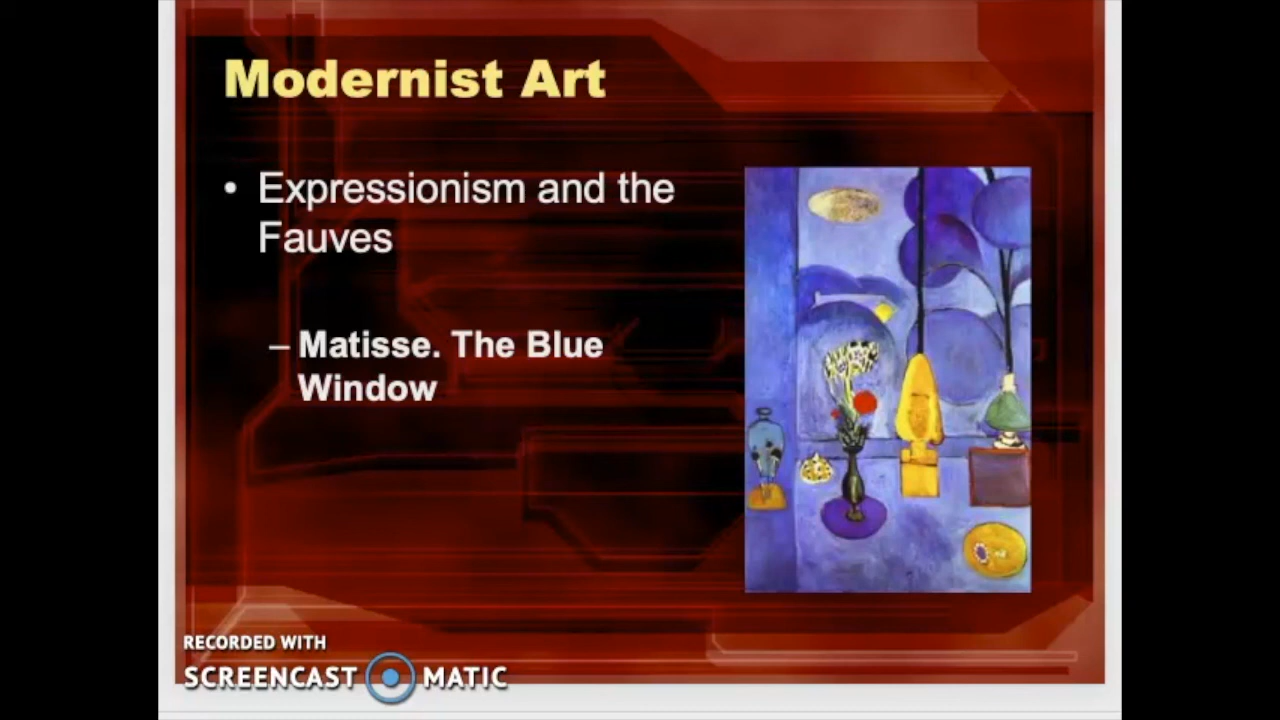 Modernist Art
• Expressionism and the
Fauves
– Matisse. The Blue
Window
RECORDED WITH
SCREENCAST MATIC